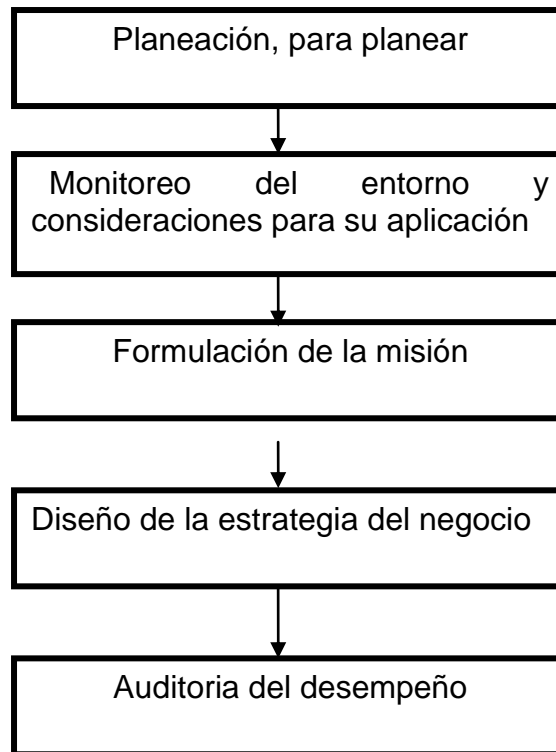 Planeación, para planear
Monitoreo del entorno y
consideraciones para su aplicación
Formulación de la misión
Diseño de la estrategia del negocio
Auditoria del desempeño